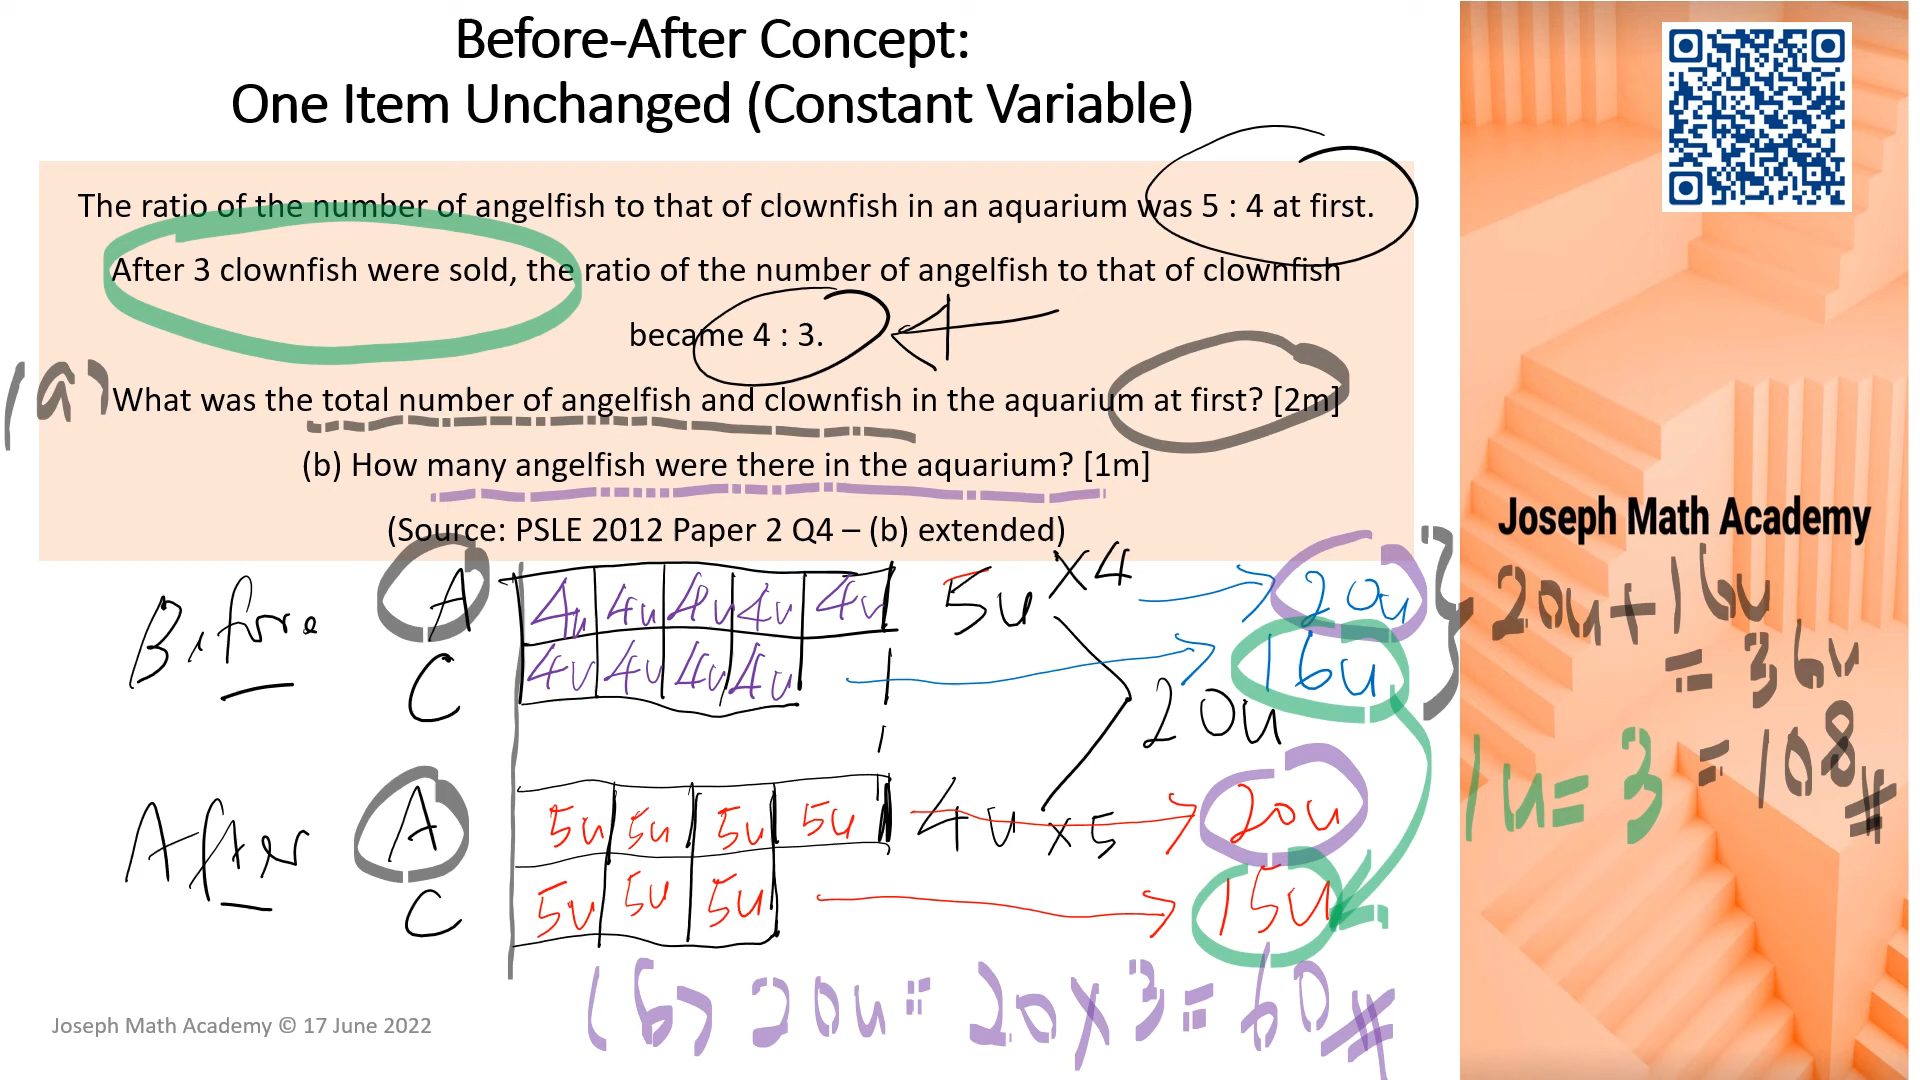 Before-After Concept:
One Item Unchanged (Constant Variable)
The ratio of the number of angelfish to that of clownfish in an aquarium was 5 : 4 at first.
After 3 clownfish were sold, the ratio of the number of angelfish to that of clownfish
became 4 : 3.
(a) What was the total number of angelfish and clownfish in the aquarium at first? [2m]
(b) How many angelfish were there in the aquarium? [1m]
(Source: PSLE 2012 Paper 2 Q4 – (b) extended)
Joseph Math Academy
Before A 4u 4u 4u 4u 4u 5u ×4 20u
C 4u 4u 4u 4u 16u
20u
20u + 16u
= 36u
= 108 #
1u = 3
After A 5u 5u 5u 5u 4u ×5 20u
C 5u 5u 5u 15u
(b) 20u = 20 × 3 = 60 #
Joseph Math Academy © 17 June 2022